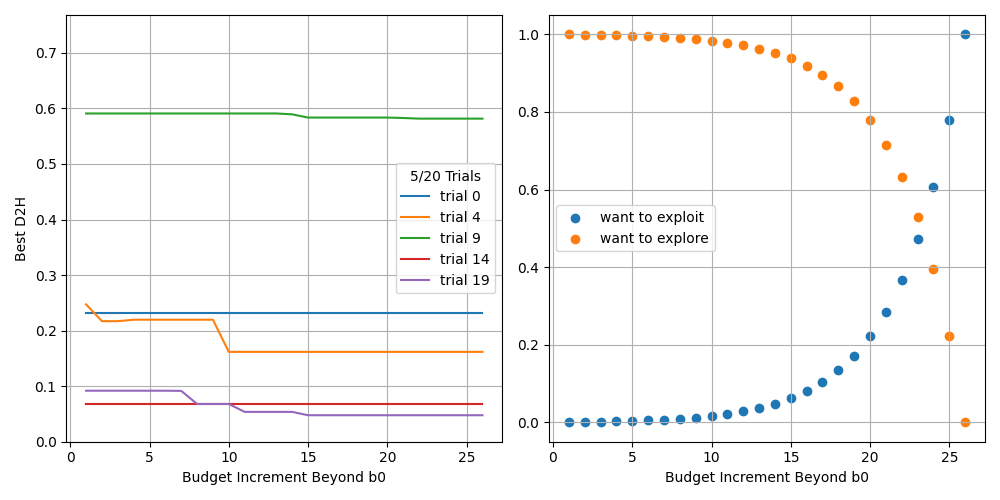 0.7
0.6
0.5
0.4
0.3
0.2
0.1
0.0
Best D2H
0 5 10 15 20 25
Budget Increment Beyond b0
5/20 Trials
trial 0
trial 4
trial 9
trial 14
trial 19
1.0
0.8
0.6
0.4
0.2
0.0
0 5 10 15 20 25
Budget Increment Beyond b0
want to exploit
want to explore